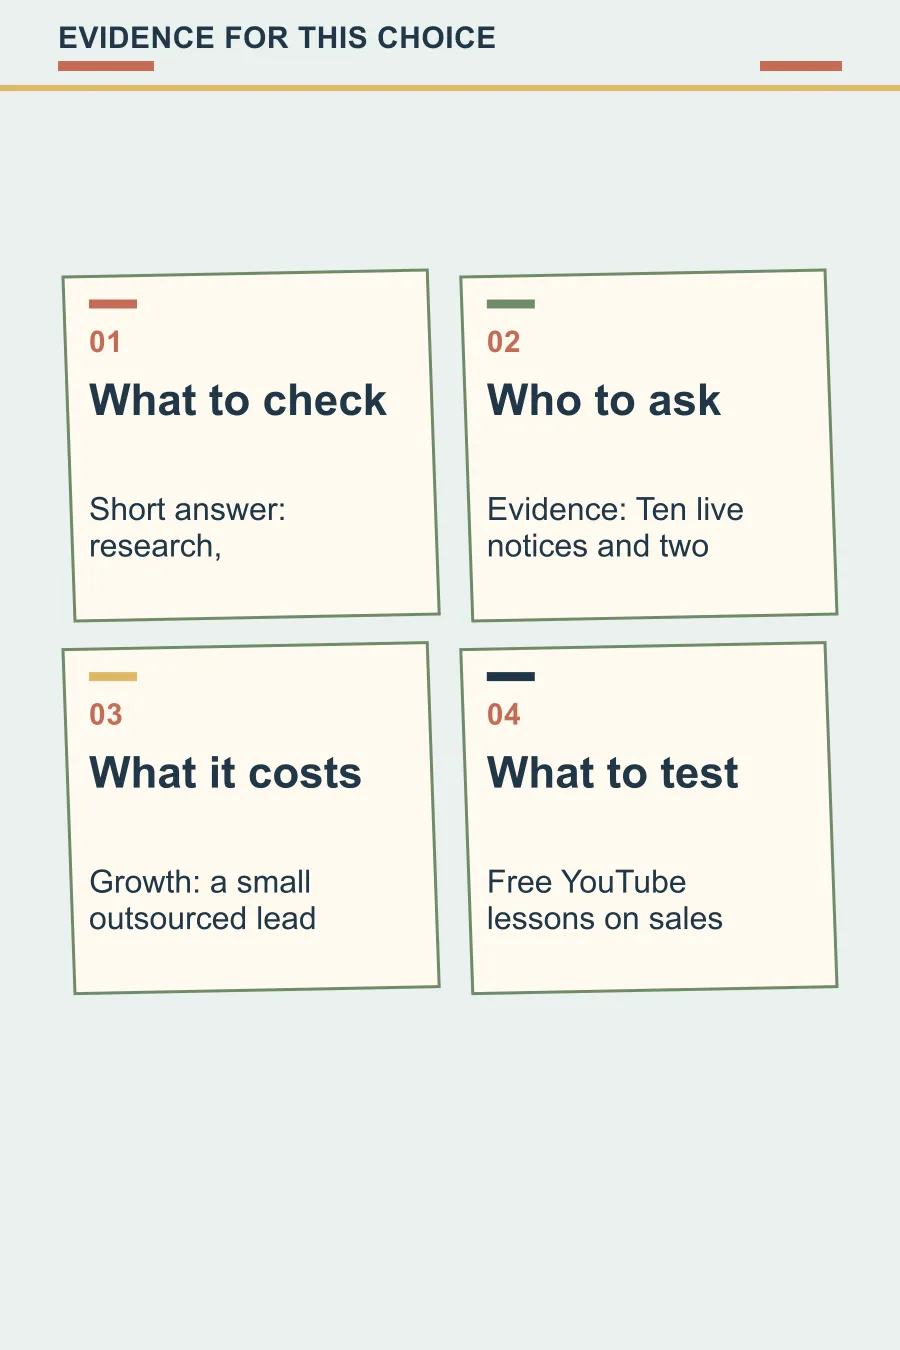 EVIDENCE FOR THIS CHOICE
01
What to check
Short answer:
research,
02
Who to ask
Evidence: Ten live
notices and two
03
What it costs
Growth: a small
outsourced lead
04
What to test
Free YouTube
lessons on sales